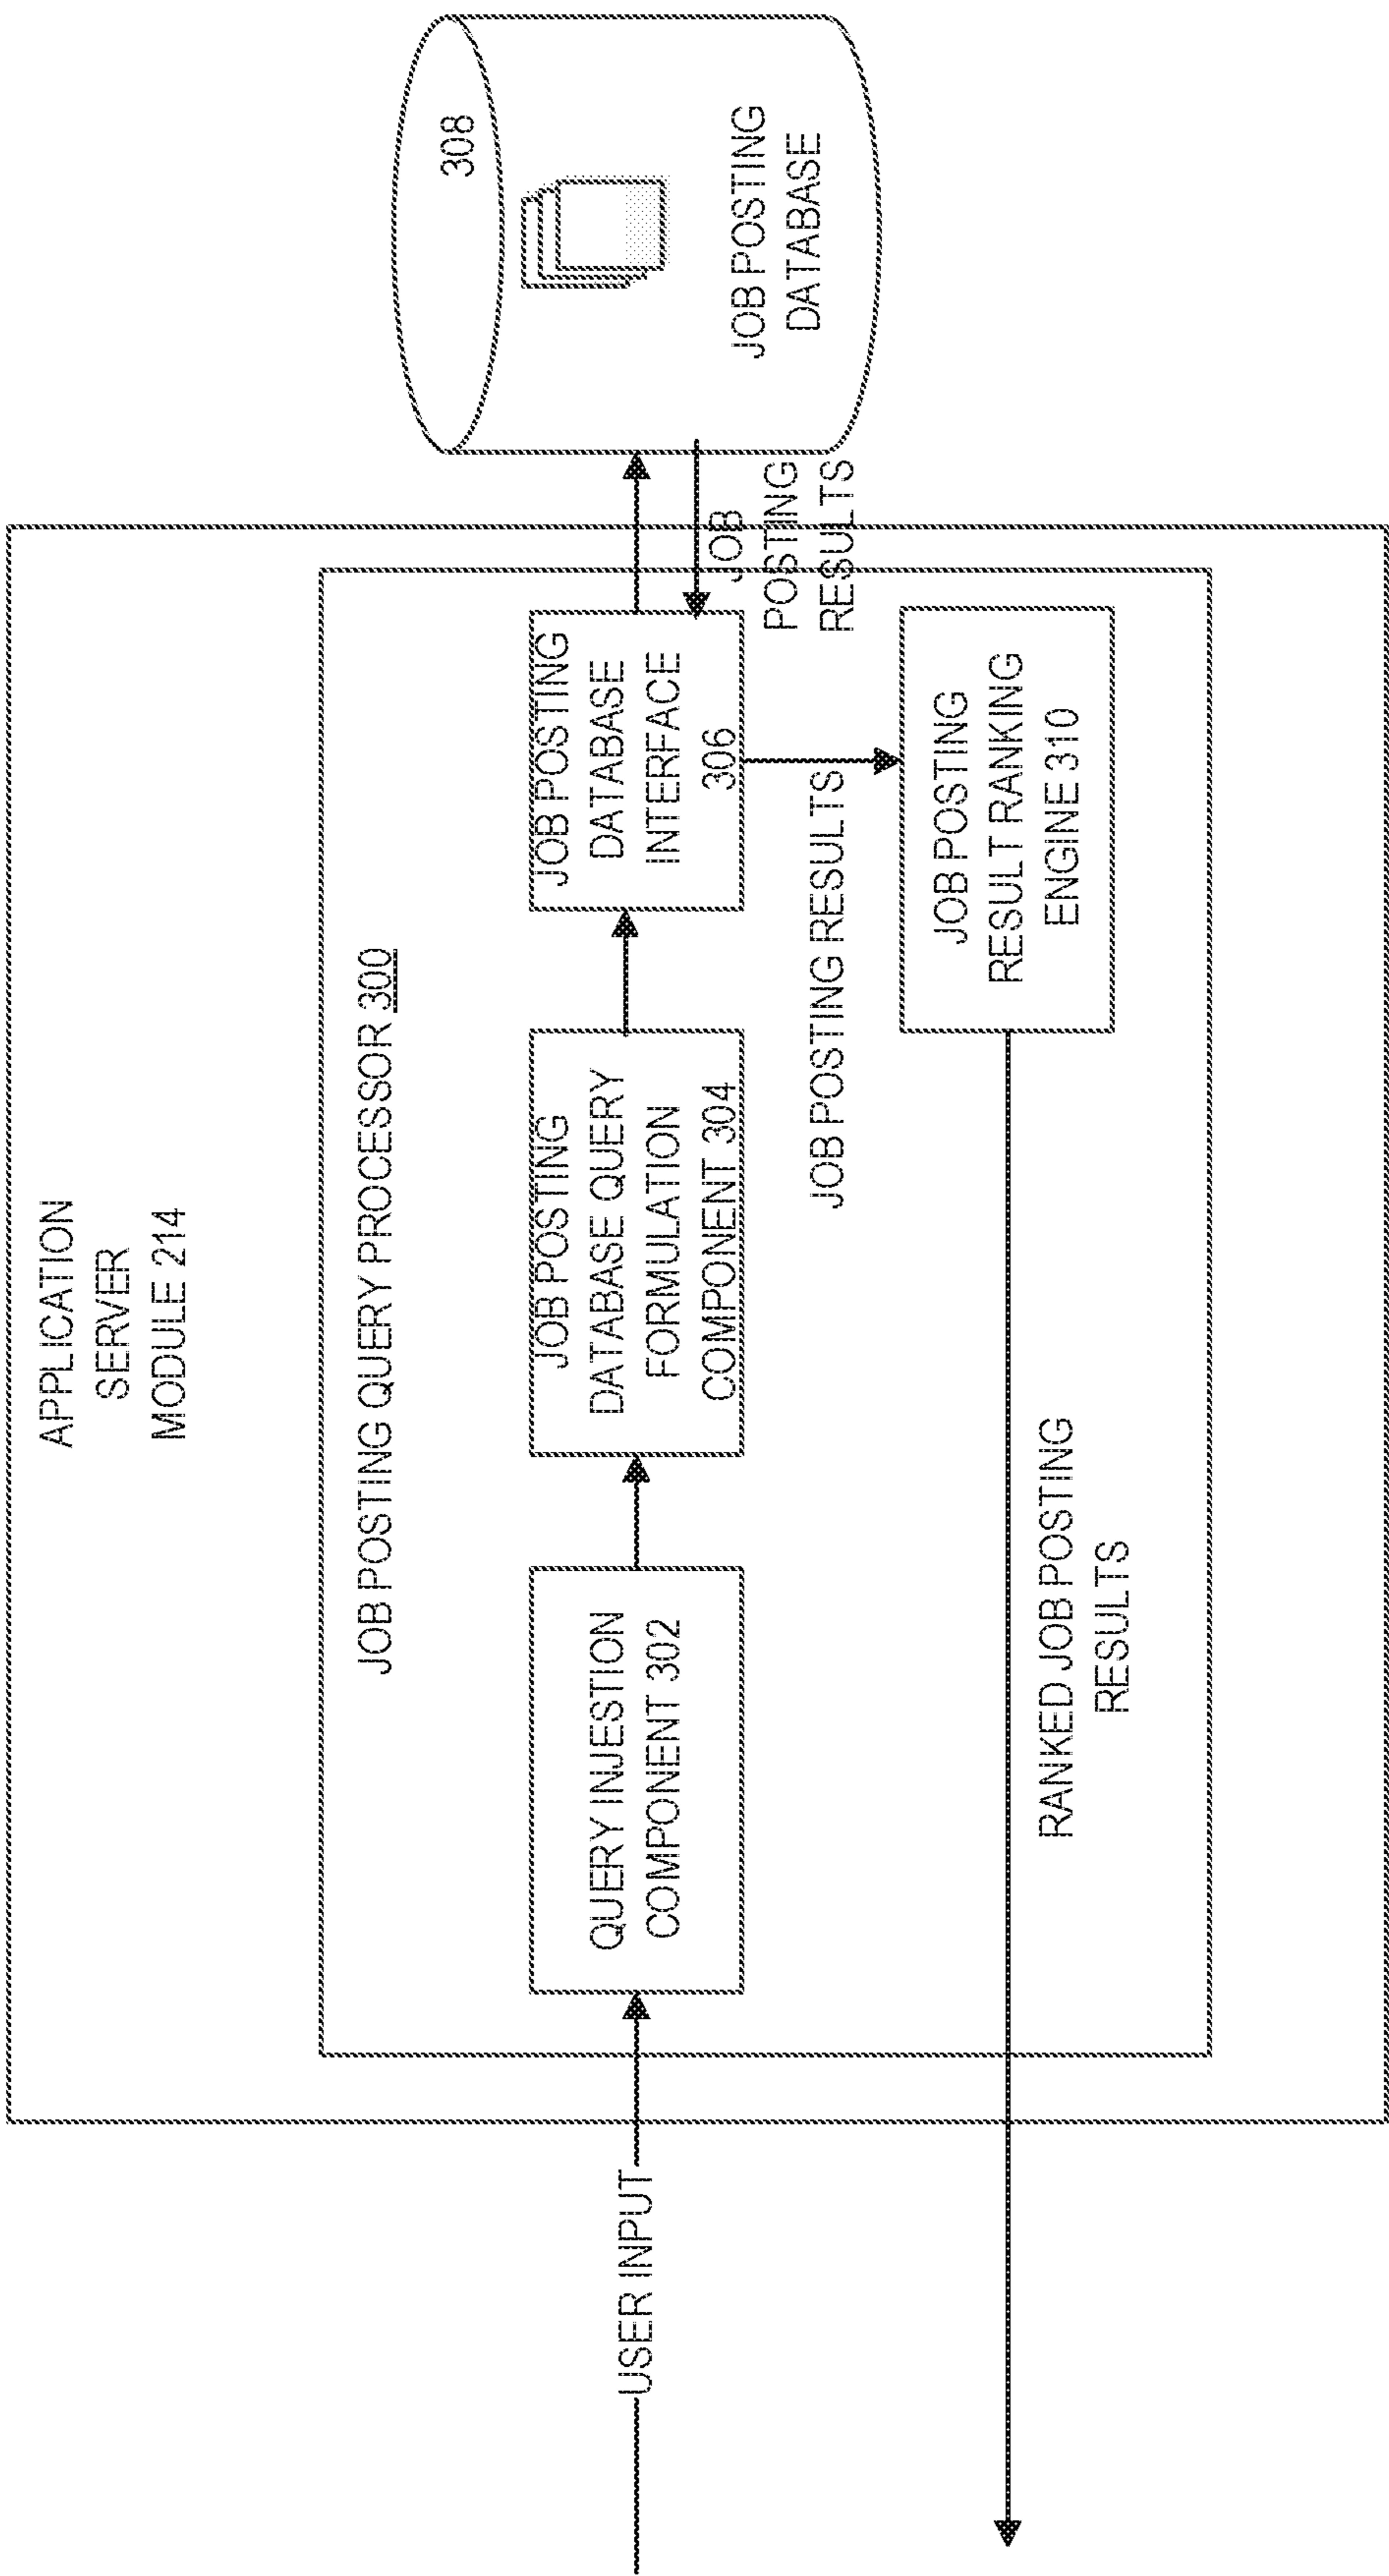 APPLICATION
SERVER
MODULE 214
JOB POSTING QUERY PROCESSOR 300
USER INPUT
QUERY INJESTION
COMPONENT 302
JOB POSTING
DATABASE QUERY
FORMULATION
COMPONENT 304
JOB POSTING
DATABASE
INTERFACE
306
308
JOB POSTING
DATABASE
JOB
POSTING
RESULTS
JOB POSTING RESULTS
JOB POSTING
RESULT RANKING
ENGINE 310
RANKED JOB POSTING
RESULTS